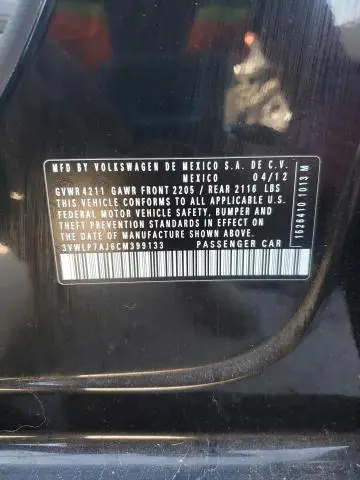 MFD BY VOLKSWAGEN DE MEXICO S.A. DE C.V.
MEXICO 04/12
GVWR 4211 GAWR FRONT 2205 / REAR 2116 LBS
THIS VEHICLE CONFORMS TO ALL APPLICABLE U.S.
FEDERAL MOTOR VEHICLE SAFETY, BUMPER AND
THEFT PREVENTION STANDARDS IN EFFECT ON
THE DATE OF MANUFACTURE SHOWN ABOVE.
3VWLP7AJ6CM399133 PASSENGER CAR
1526410 1013 M